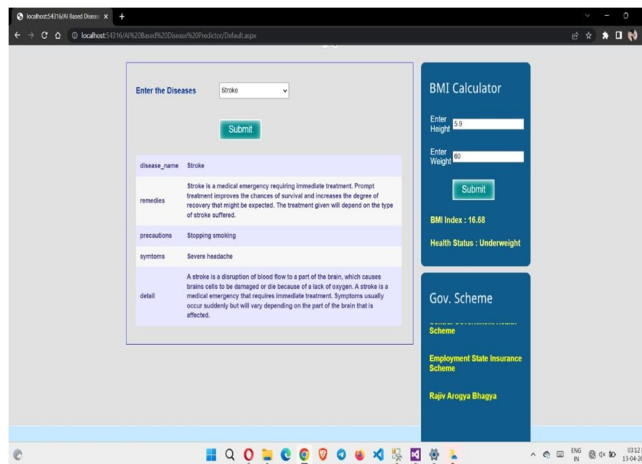 localhost:54316/AI Based Diseas
localhost:54316/AI%20Based%20Disease%20Predictor/Default.aspx
Enter the Diseases
Stroke
Submit
disease_name Stroke
remedies
Stroke is a medical emergency requiring immediate treatment. Prompt
treatment improves the chances of survival and increases the degree of
recovery that might be expected. The treatment given will depend on the type
of stroke suffered.
precautions Stopping smoking
symtoms Severe headache
detail
A stroke is a disruption of blood flow to a part of the brain, which causes
brains cells to be damaged or die because of a lack of oxygen. A stroke is a
medical emergency that requires immediate treatment. Symptoms usually
occur suddenly but will vary depending on the part of the brain that is
affected.
BMI Calculator
Enter
Height
5.9
Enter
Weight
60
Submit
BMI Index : 16.68
Health Status : Underweight
Gov. Scheme
Scheme
Employment State Insurance
Scheme
Rajiv Arogya Bhagya
ENG
IN
03:12